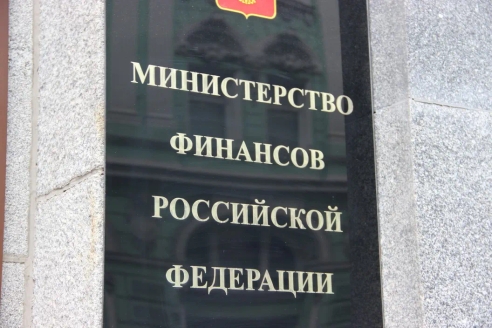 МИНИСТЕРСТВО
ФИНАНСОВ
РОССИЙСКОЙ
ФЕДЕРАЦИИ